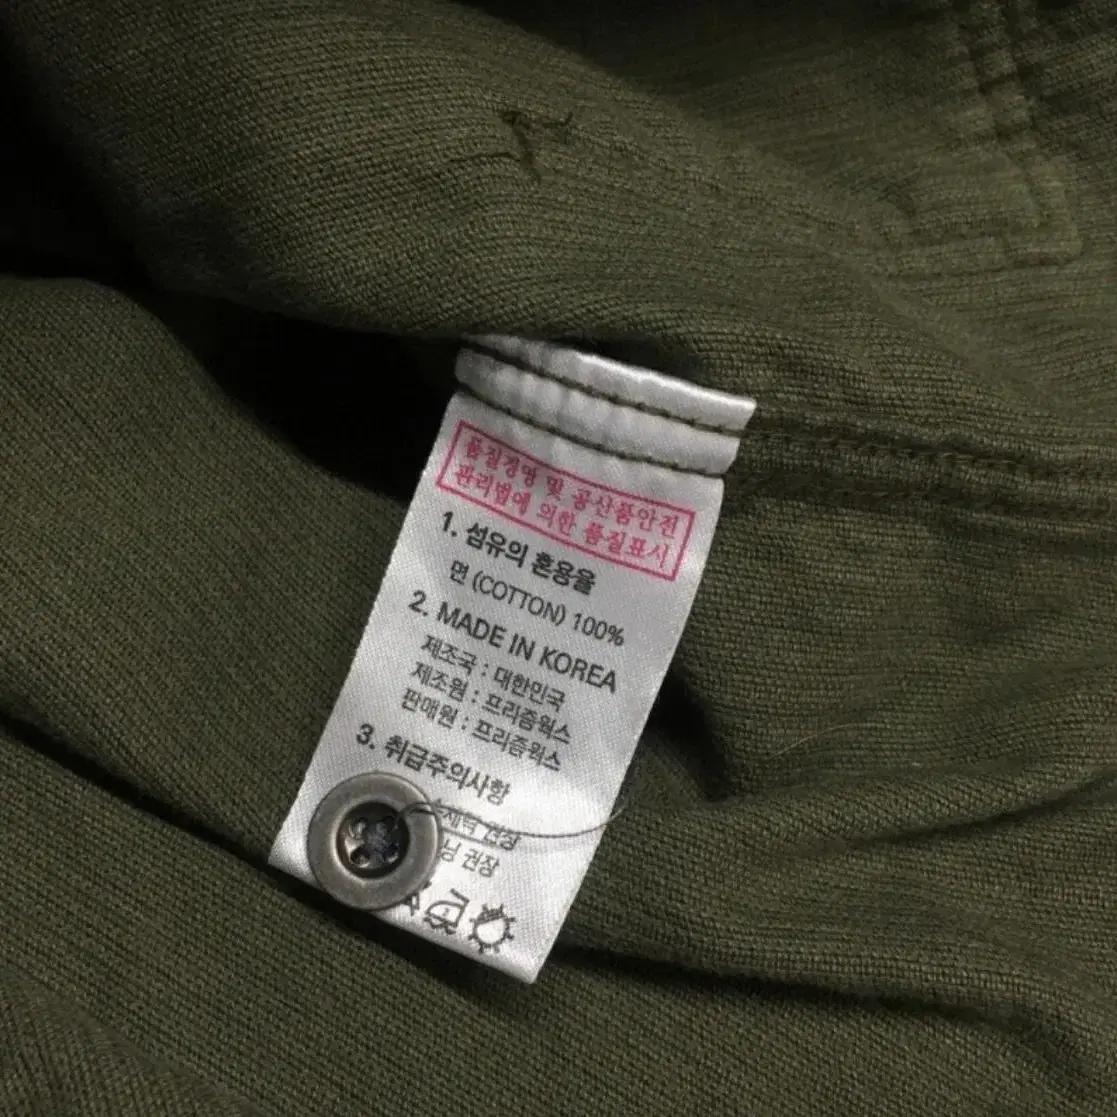 품질경영 및 공산품안전
관리법에 의한 품질표시
1. 섬유의 혼용율
면 (COTTON) 100%
2. MADE IN KOREA
제조국 : 대한민국
제조원 : 프리즘웍스
판매원 : 프리즘웍스
3. 취급주의사항
권장
권장